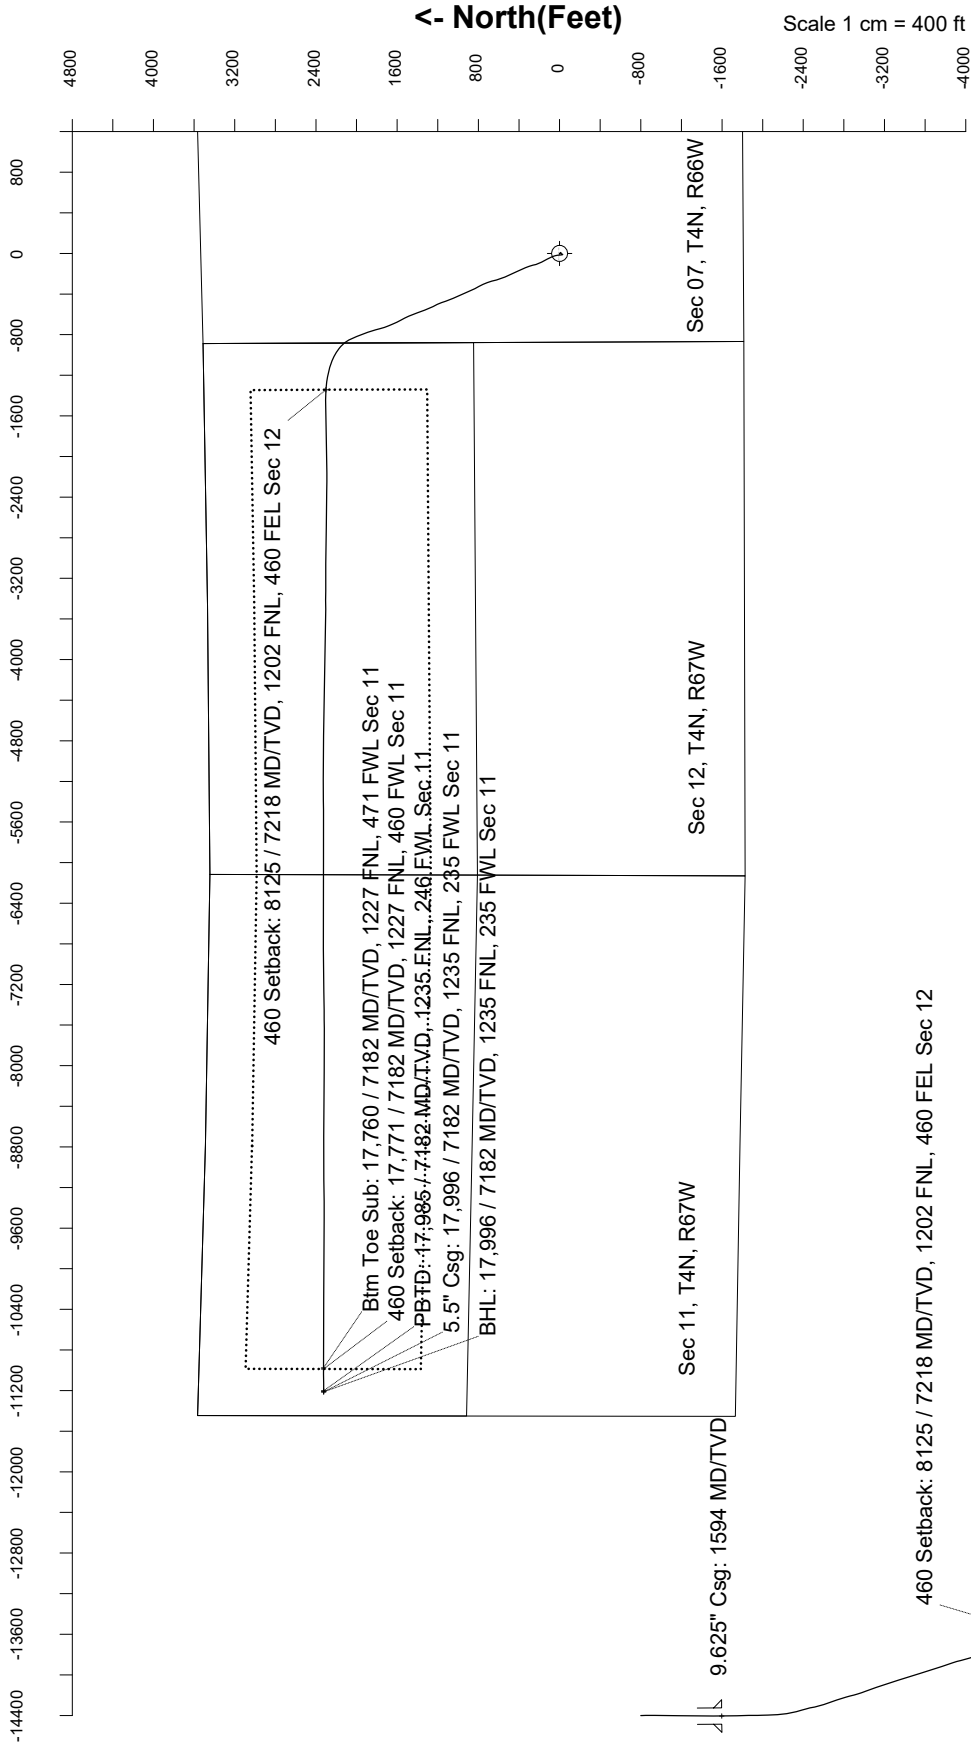 <- North(Feet)
Scale 1 cm = 400 ft
4800
4000
3200
2400
1600
800
0
-800
-1600
-2400
-3200
-4000
800
0
-800
-1600
-2400
-3200
-4000
-4800
-5600
-6400
-7200
-8000
-8800
-9600
-10400
-11200
-12000
-12800
-13600
-14400
Sec 07, T4N, R66W
460 Setback: 8125 / 7218 MD/TVD, 1202 FNL, 460 FEL Sec 12
Sec 12, T4N, R67W
Btm Toe Sub: 17,760 / 7182 MD/TVD, 1227 FNL, 471 FWL Sec 11
460 Setback: 17,771 / 7182 MD/TVD, 1227 FNL, 460 FWL Sec 11
PBTD: 17,985 / 7182 MD/TVD, 1235 FNL, 246 FWL Sec 11
5.5" Csg: 17,996 / 7182 MD/TVD, 1235 FNL, 235 FWL Sec 11
BHL: 17,996 / 7182 MD/TVD, 1235 FNL, 235 FWL Sec 11
Sec 11, T4N, R67W
9.625" Csg: 1594 MD/TVD
460 Setback: 8125 / 7218 MD/TVD, 1202 FNL, 460 FEL Sec 12